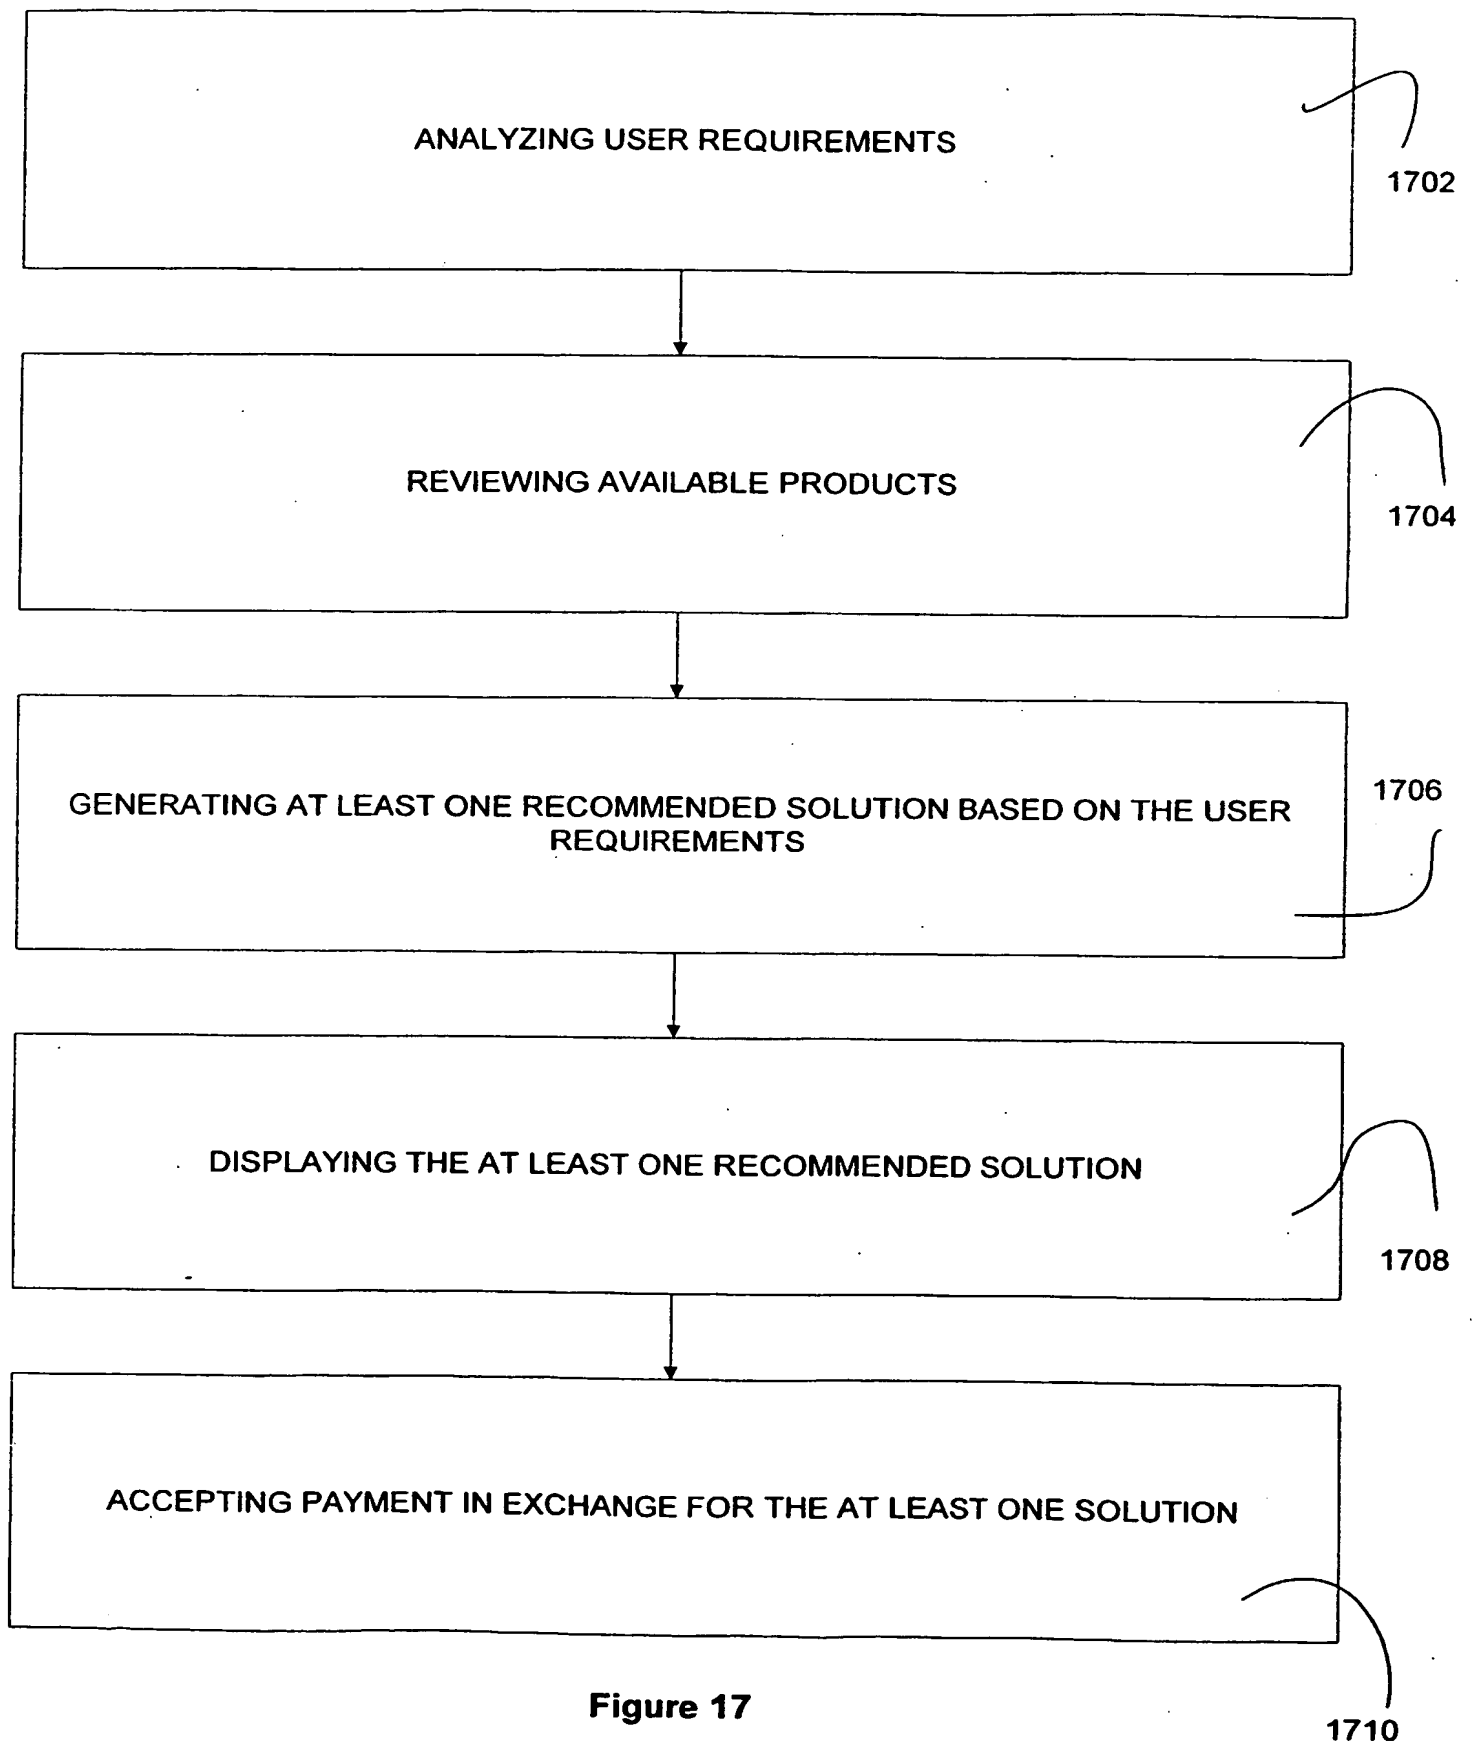 ANALYZING USER REQUIREMENTS
1702
REVIEWING AVAILABLE PRODUCTS
1704
GENERATING AT LEAST ONE RECOMMENDED SOLUTION BASED ON THE USER
REQUIREMENTS
1706
DISPLAYING THE AT LEAST ONE RECOMMENDED SOLUTION
1708
ACCEPTING PAYMENT IN EXCHANGE FOR THE AT LEAST ONE SOLUTION
Figure 17
1710